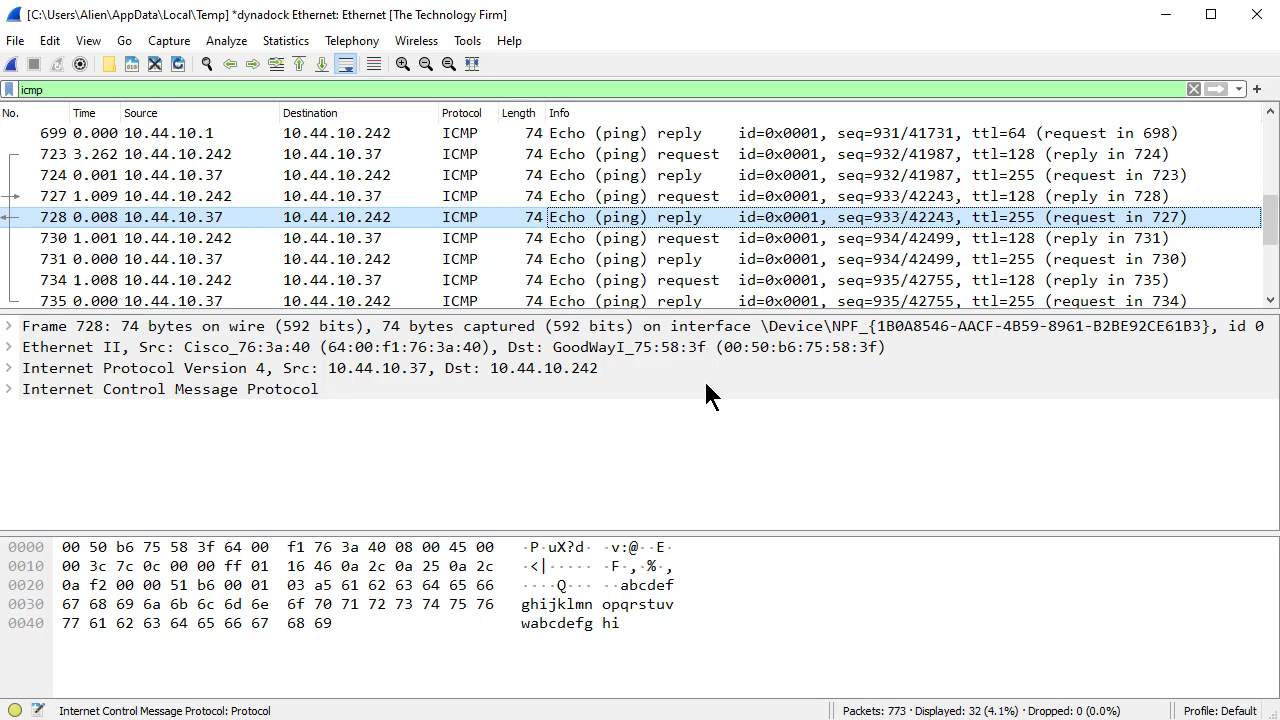 [C:\Users\Alien\AppData\Local\Temp] *dynadock Ethernet: Ethernet [The Technology Firm]
File Edit View Go Capture Analyze Statistics Telephony Wireless Tools Help
icmp
No. Time Source Destination Protocol Length Info
699 0.000 10.44.10.1 10.44.10.242 ICMP 74 Echo (ping) reply id=0x0001, seq=931/41731, ttl=64 (request in 698)
723 3.262 10.44.10.242 10.44.10.37 ICMP 74 Echo (ping) request id=0x0001, seq=932/41987, ttl=128 (reply in 724)
724 0.001 10.44.10.37 10.44.10.242 ICMP 74 Echo (ping) reply id=0x0001, seq=932/41987, ttl=255 (request in 723)
727 1.009 10.44.10.242 10.44.10.37 ICMP 74 Echo (ping) request id=0x0001, seq=933/42243, ttl=128 (reply in 728)
728 0.008 10.44.10.37 10.44.10.242 ICMP 74 Echo (ping) reply id=0x0001, seq=933/42243, ttl=255 (request in 727)
730 1.001 10.44.10.242 10.44.10.37 ICMP 74 Echo (ping) request id=0x0001, seq=934/42499, ttl=128 (reply in 731)
731 0.000 10.44.10.37 10.44.10.242 ICMP 74 Echo (ping) reply id=0x0001, seq=934/42499, ttl=255 (request in 730)
734 1.008 10.44.10.242 10.44.10.37 ICMP 74 Echo (ping) request id=0x0001, seq=935/42755, ttl=128 (reply in 735)
735 0.000 10.44.10.37 10.44.10.242 ICMP 74 Echo (ping) reply id=0x0001, seq=935/42755, ttl=255 (request in 734)
Frame 728: 74 bytes on wire (592 bits), 74 bytes captured (592 bits) on interface \Device\NPF_{1B0A8546-AACF-4B59-8961-B2BE92CE61B3}, id 0
Ethernet II, Src: Cisco_76:3a:40 (64:00:f1:76:3a:40), Dst: GoodWayI_75:58:3f (00:50:b6:75:58:3f)
Internet Protocol Version 4, Src: 10.44.10.37, Dst: 10.44.10.242
Internet Control Message Protocol
0000 00 50 b6 75 58 3f 64 00 f1 76 3a 40 08 00 45 00 ·P·uX?d· ·v:@··E·
0010 00 3c 7c 0c 00 00 ff 01 16 46 0a 2c 0a 25 0a 2c ·<|····· ·F·,·%·,
0020 0a f2 00 00 51 b6 00 01 03 a5 61 62 63 64 65 66 ····Q··· ··abcdef
0030 67 68 69 6a 6b 6c 6d 6e 6f 70 71 72 73 74 75 76 ghijklmn opqrstuv
0040 77 61 62 63 64 65 66 67 68 69 wabcdefg hi
Internet Control Message Protocol: Protocol
Packets: 773 · Displayed: 32 (4.1%) · Dropped: 0 (0.0%)
Profile: Default